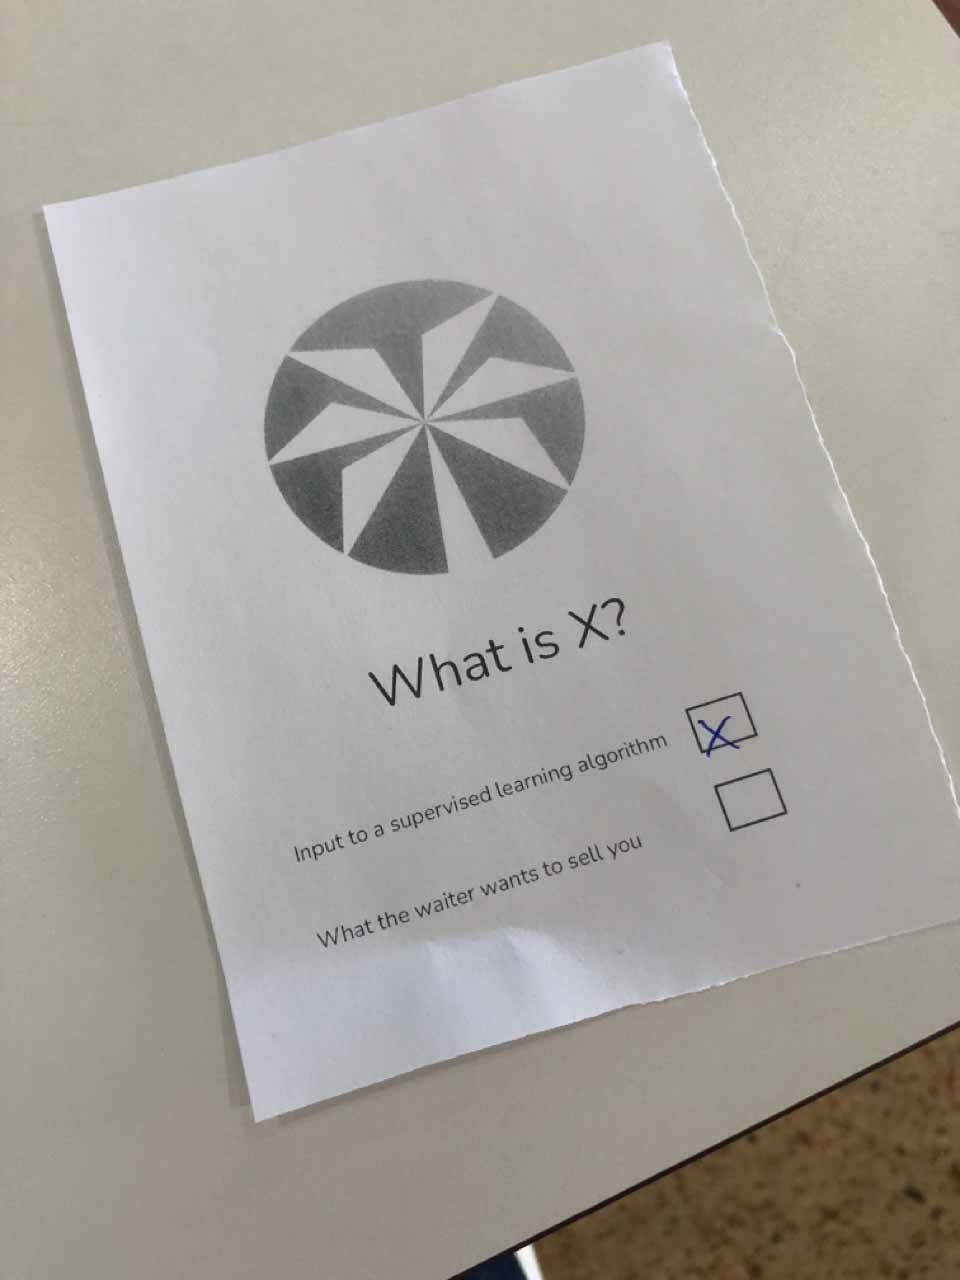 What is X?
Input to a supervised learning algorithm X
What the waiter wants to sell you